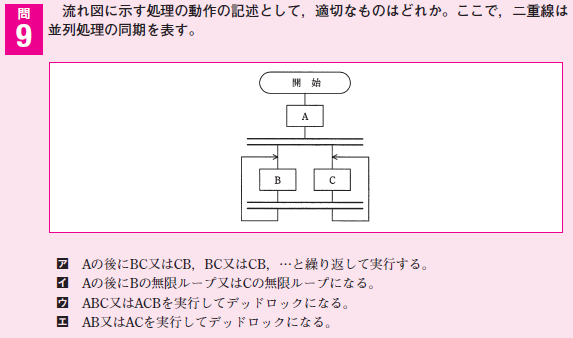 問
9
流れ図に示す処理の動作の記述として，適切なものはどれか。ここで，二重線は
並列処理の同期を表す。
開 始
A
B
C
ア Aの後にBC又はCB，BC又はCB，…と繰り返して実行する。
イ Aの後にBの無限ループ又はCの無限ループになる。
ウ ABC又はACBを実行してデッドロックになる。
エ AB又はACを実行してデッドロックになる。